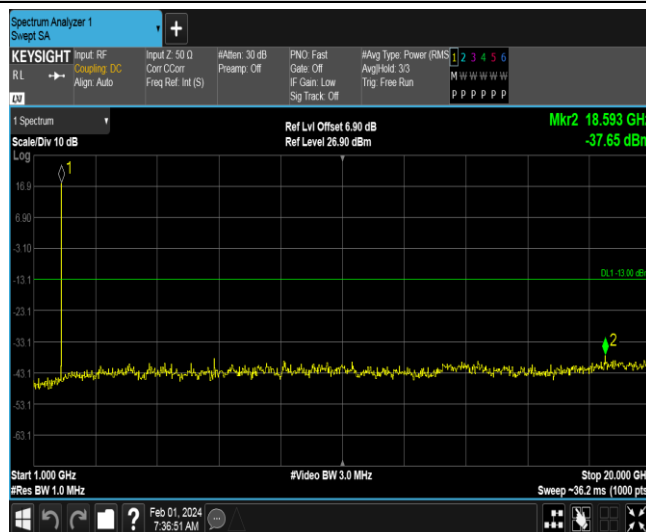 Spectrum Analyzer 1
Swept SA
+
KEYSIGHT
RL
LXI
Input: RF
Coupling: DC
Align: Auto
Input Z: 50 Ω
Corr CCorr
Freq Ref: Int (S)
#Atten: 30 dB
Preamp: Off
PNO: Fast
Gate: Off
IF Gain: Low
Sig Track: Off
#Avg Type: Power (RMS
Avg|Hold: 3/3
Trig: Free Run
1 2 3 4 5 6
M W W W W W
P P P P P P
1 Spectrum
Scale/Div 10 dB
Log
Ref Lvl Offset 6.90 dB
Ref Level 26.90 dBm
Mkr2 18.593 GHz
-37.65 dBm
1
16.9
6.90
-3.10
-13.1
DL1 -13.00 dBm
-23.1
-33.1
2
-43.1
-53.1
-63.1
Start 1.000 GHz
#Res BW 1.0 MHz
#Video BW 3.0 MHz
Stop 20.000 GHz
Sweep ~36.2 ms (1000 pts)
?
Feb 01, 2024
7:36:51 AM